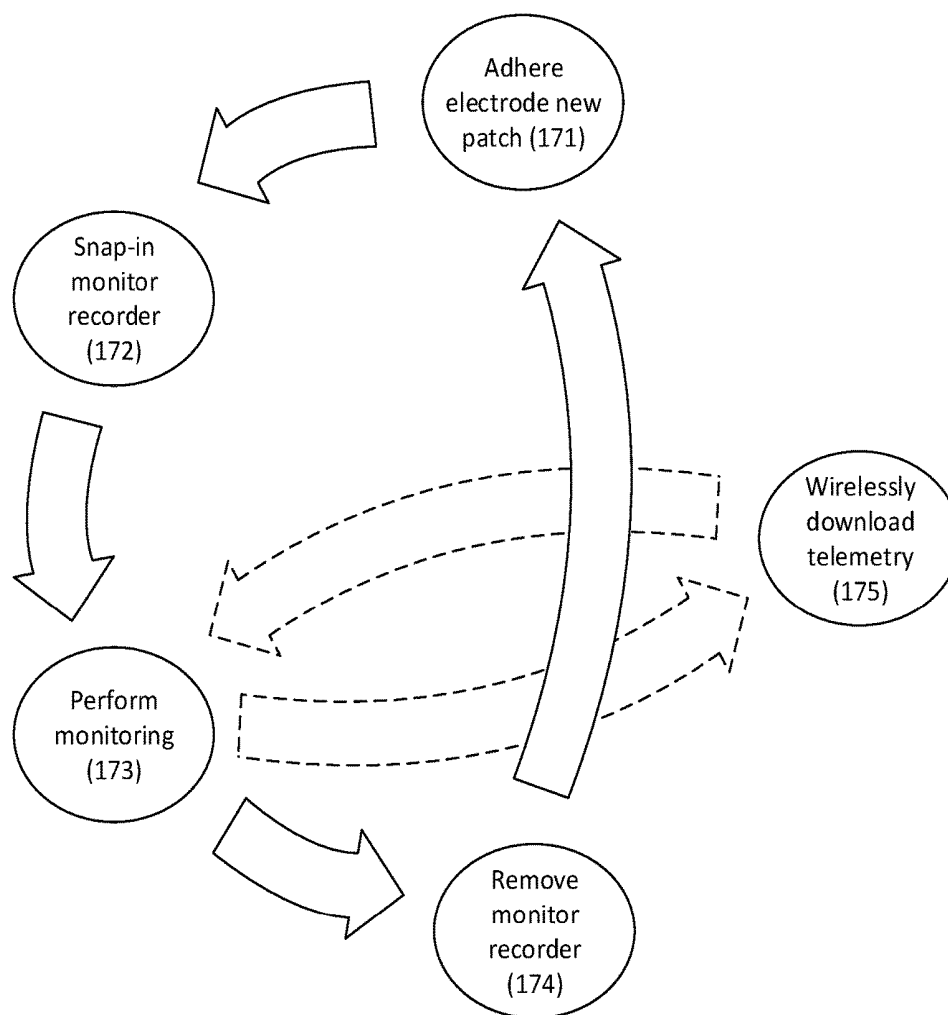 Adhere
electrode new
patch (171)
Snap-in
monitor
recorder
(172)
Wirelessly
download
telemetry
(175)
Perform
monitoring
(173)
Remove
monitor
recorder
(174)